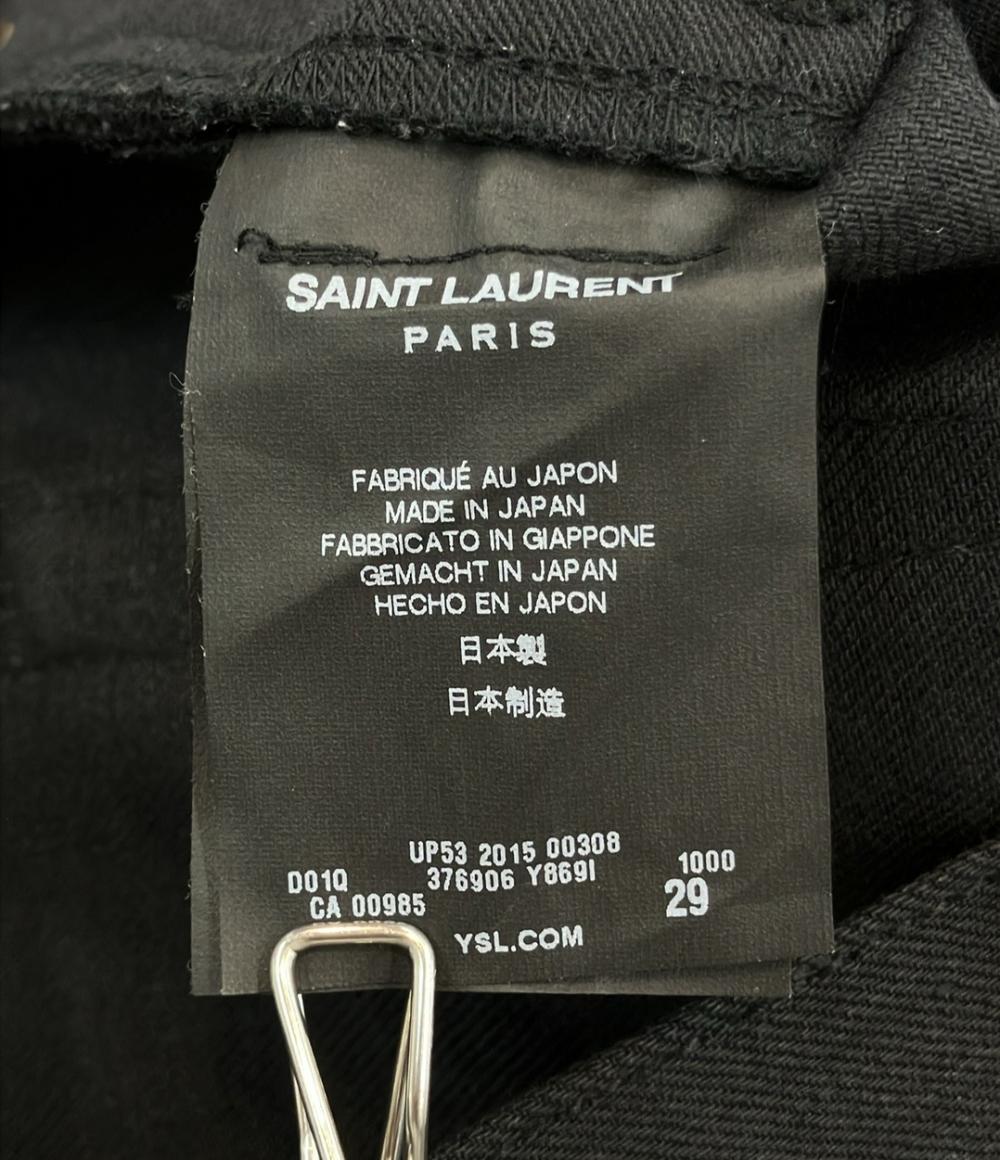 SAINT LAURENT
PARIS
FABRIQUÉ AU JAPON
MADE IN JAPAN
FABBRICATO IN GIAPPONE
GEMACHT IN JAPAN
HECHO EN JAPON
日本製
日本制造
UP53 2015 00308
D01Q 376906 Y869I 1000
CA 00985 29
YSL.COM